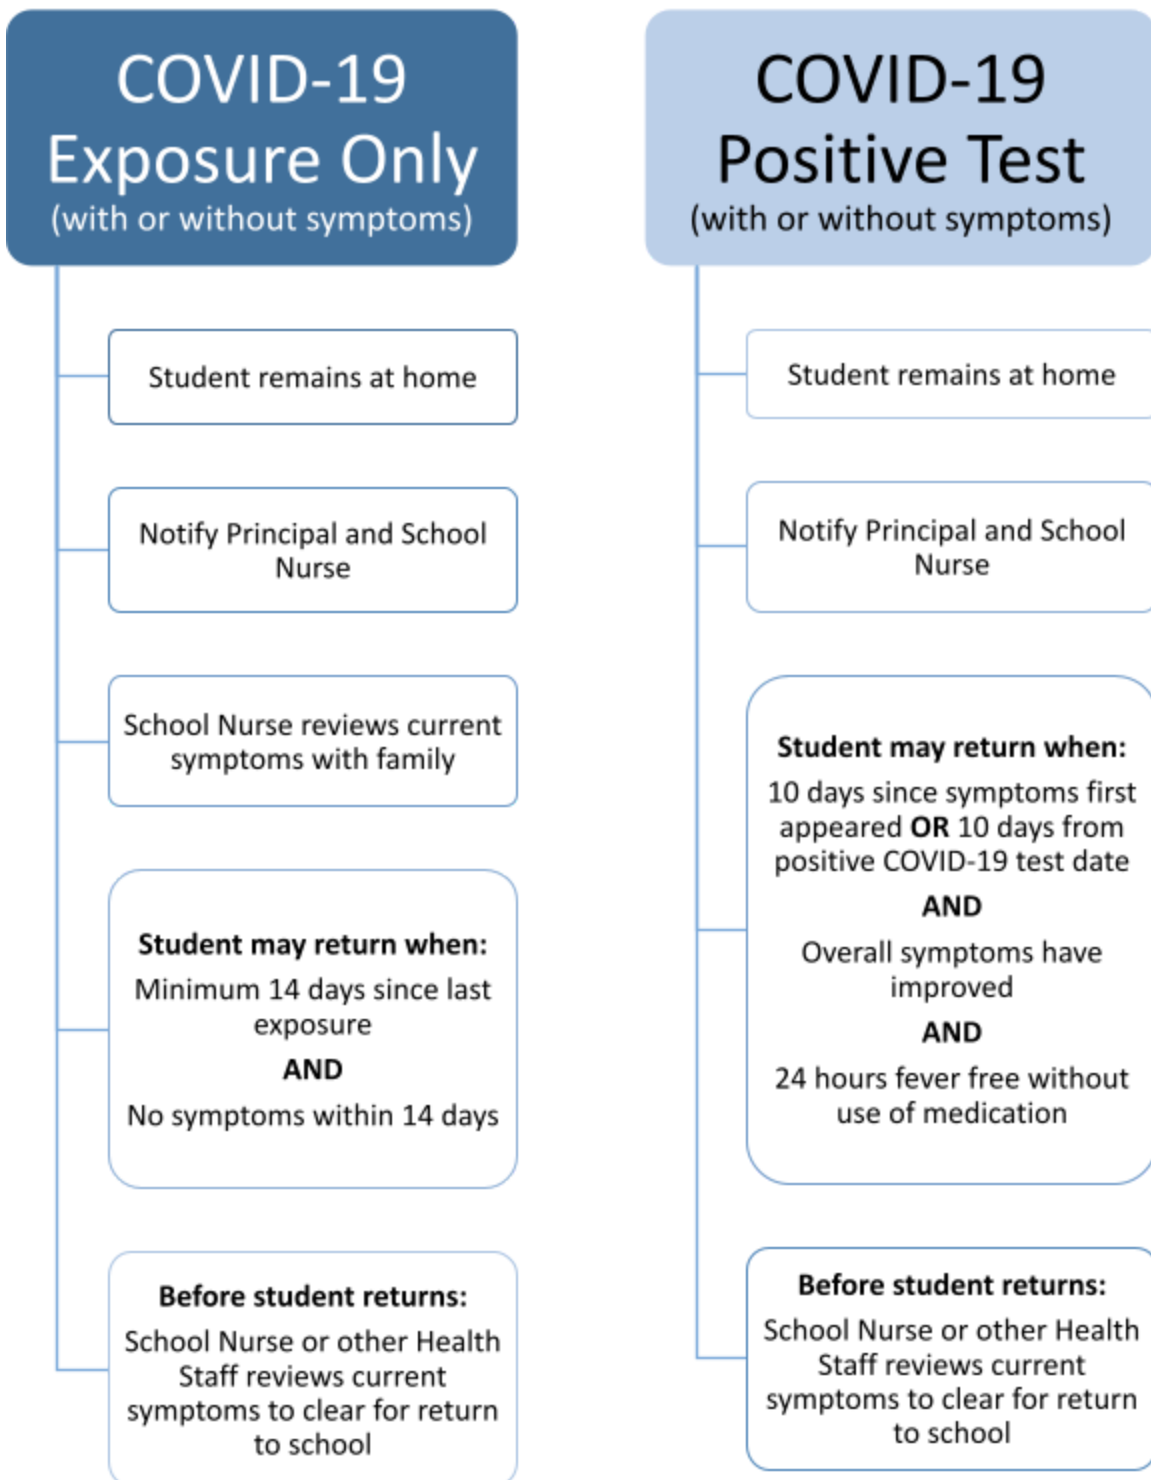 COVID-19
Exposure Only
(with or without symptoms)
Student remains at home
Notify Principal and School
Nurse
School Nurse reviews current
symptoms with family
Student may return when:
Minimum 14 days since last
exposure
AND
No symptoms within 14 days
Before student returns:
School Nurse or other Health
Staff reviews current
symptoms to clear for return
to school
COVID-19
Positive Test
(with or without symptoms)
Student remains at home
Notify Principal and School
Nurse
Student may return when:
10 days since symptoms first
appeared OR 10 days from
positive COVID-19 test date
AND
Overall symptoms have
improved
AND
24 hours fever free without
use of medication
Before student returns:
School Nurse or other Health
Staff reviews current
symptoms to clear for return
to school